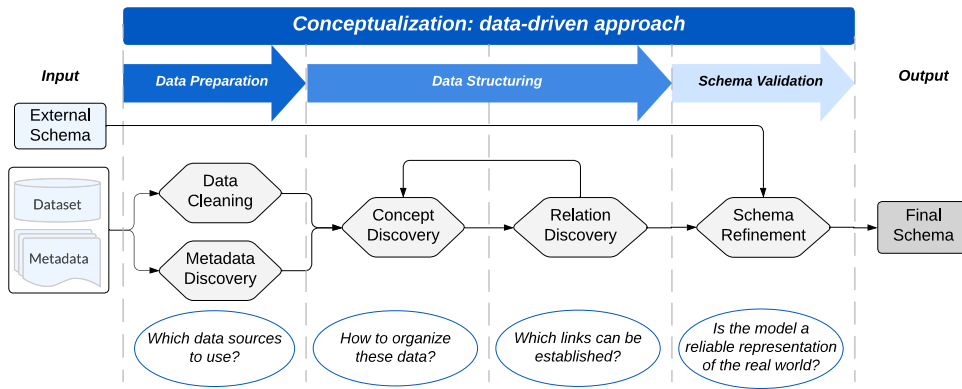 Conceptualization: data-driven approach
Input
Data Preparation
Data Structuring
Schema Validation
Output
External
Schema
Dataset
Metadata
Data
Cleaning
Metadata
Discovery
Concept
Discovery
Relation
Discovery
Schema
Refinement
Final
Schema
Which data sources
to use?
How to organize
these data?
Which links can be
established?
Is the model a
reliable representation
of the real world?